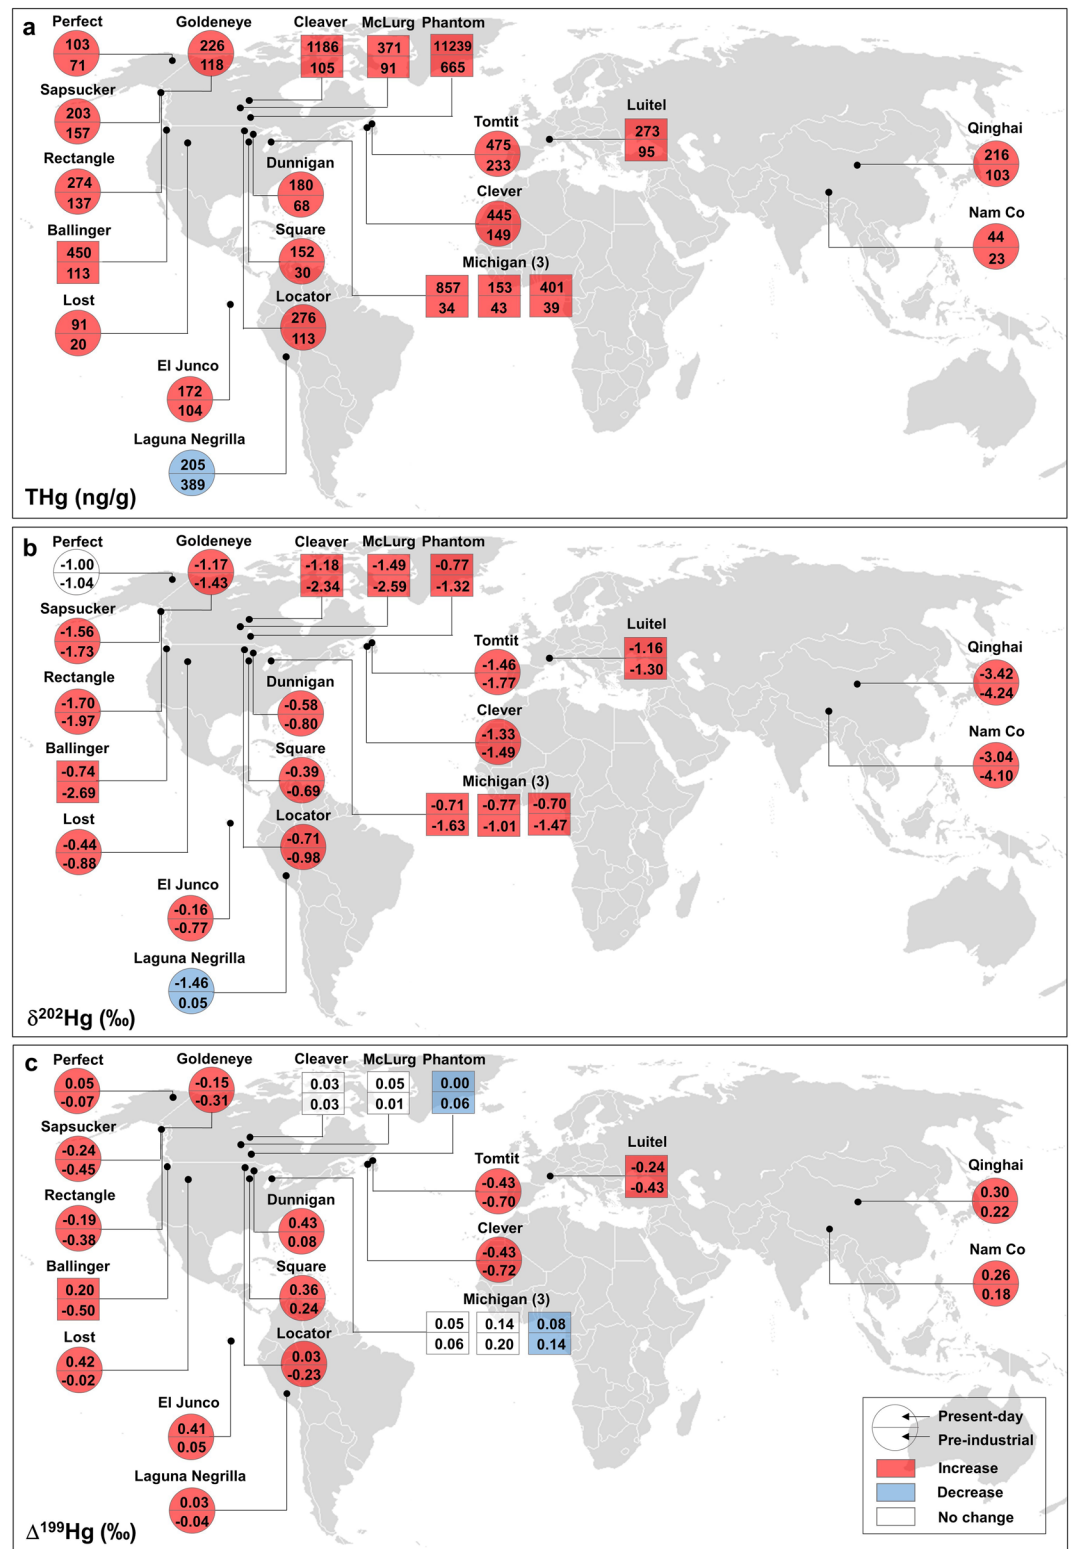 a
Perfect
103
71
Goldeneye
226
118
Cleaver
1186
105
McLurg
371
91
Phantom
11239
665
Sapsucker
203
157
Rectangle
274
137
Ballinger
450
113
Lost
91
20
Dunnigan
180
68
Square
152
30
Locator
276
113
El Junco
172
104
Laguna Negrilla
205
389
Tomtit
475
233
Clever
445
149
Michigan (3)
857 153 401
34 43 39
Luitel
273
95
Qinghai
216
103
Nam Co
44
23
THg (ng/g)
b
Perfect
-1.00
-1.04
Goldeneye
-1.17
-1.43
Cleaver
-1.18
-2.34
McLurg
-1.49
-2.59
Phantom
-0.77
-1.32
Sapsucker
-1.56
-1.73
Rectangle
-1.70
-1.97
Ballinger
-0.74
-2.69
Lost
-0.44
-0.88
Dunnigan
-0.58
-0.80
Square
-0.39
-0.69
Locator
-0.71
-0.98
El Junco
-0.16
-0.77
Laguna Negrilla
-1.46
0.05
Tomtit
-1.46
-1.77
Clever
-1.33
-1.49
Michigan (3)
-0.71 -0.77 -0.70
-1.63 -1.01 -1.47
Luitel
-1.16
-1.30
Qinghai
-3.42
-4.24
Nam Co
-3.04
-4.10
δ²⁰²Hg (‰)
c
Perfect
0.05
-0.07
Goldeneye
-0.15
-0.31
Cleaver
0.03
0.03
McLurg
0.05
0.01
Phantom
0.00
0.06
Sapsucker
-0.24
-0.45
Rectangle
-0.19
-0.38
Ballinger
0.20
-0.50
Lost
0.42
-0.02
Dunnigan
0.43
0.08
Square
0.36
0.24
Locator
0.03
-0.23
El Junco
0.41
0.05
Laguna Negrilla
0.03
-0.04
Tomtit
-0.43
-0.70
Clever
-0.43
-0.72
Michigan (3)
0.05 0.14 0.08
0.06 0.20 0.14
Luitel
-0.24
-0.43
Qinghai
0.30
0.22
Nam Co
0.26
0.18
Δ¹⁹⁹Hg (‰)
Present-day
Pre-industrial
Increase
Decrease
No change